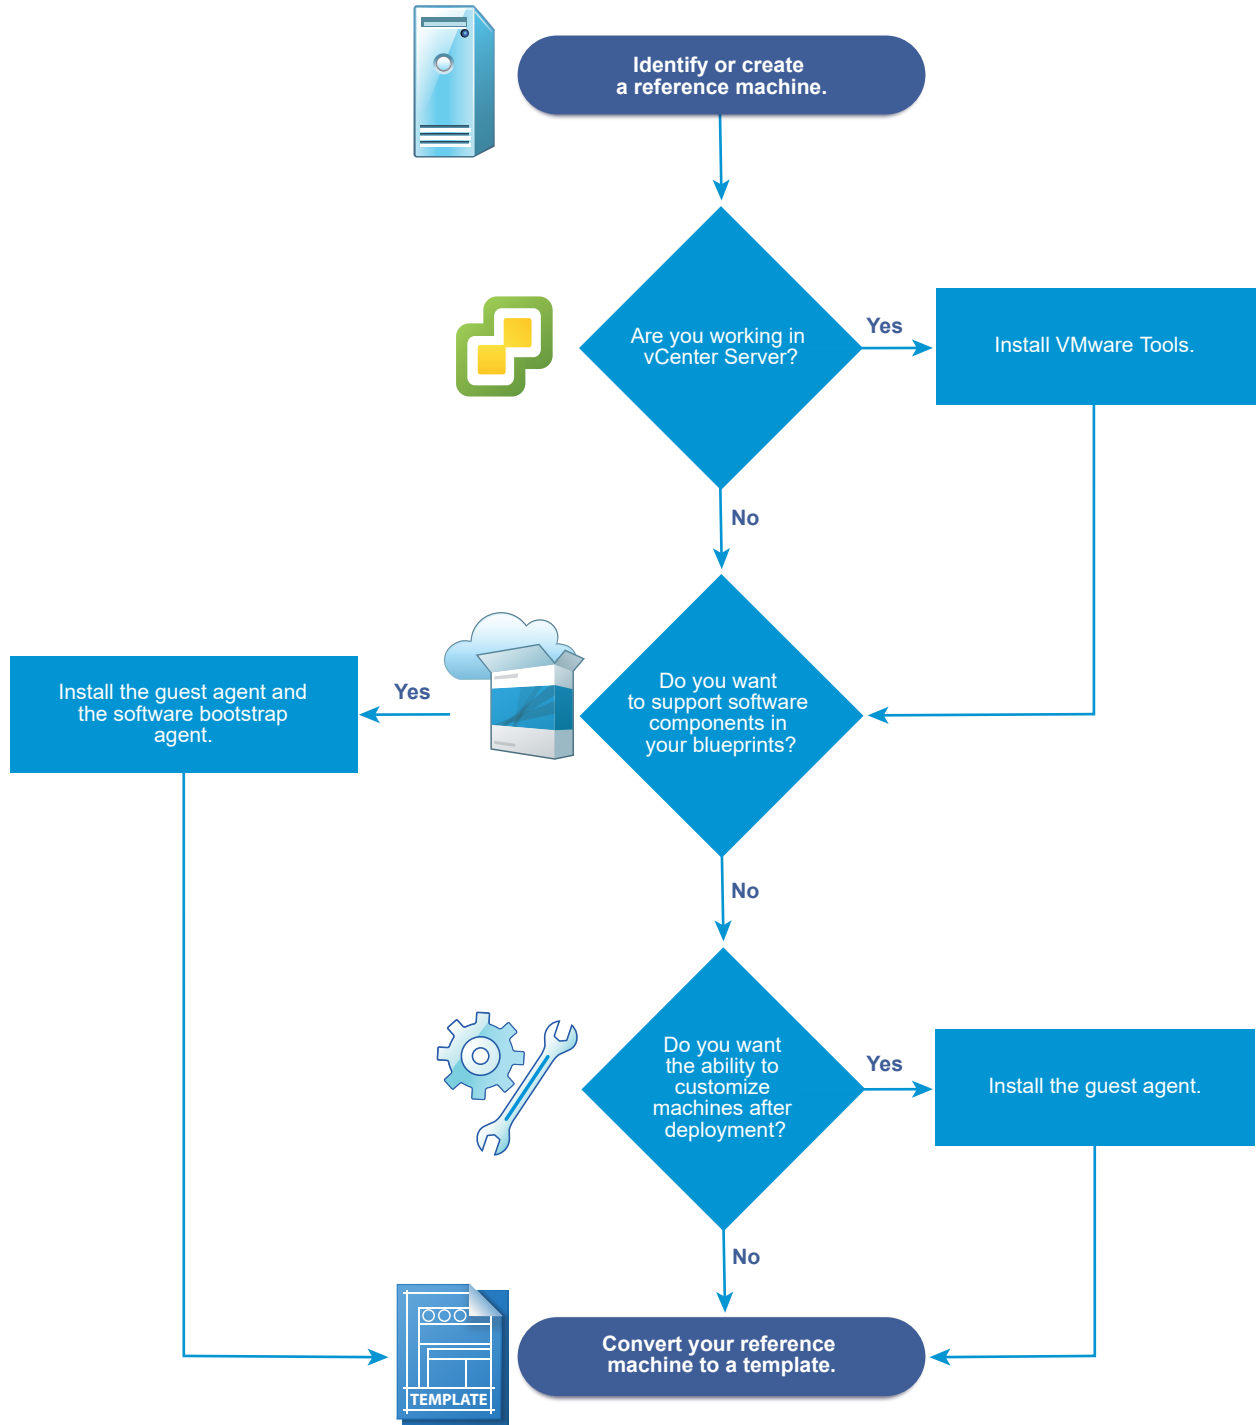 Identify or create
a reference machine.
Are you working in
vCenter Server?
Yes
Install VMware Tools.
No
Do you want
to support software
components in
your blueprints?
Yes
Install the guest agent and
the software bootstrap
agent.
No
Do you want
the ability to
customize
machines after
deployment?
Yes
Install the guest agent.
No
Convert your reference
machine to a template.
TEMPLATE